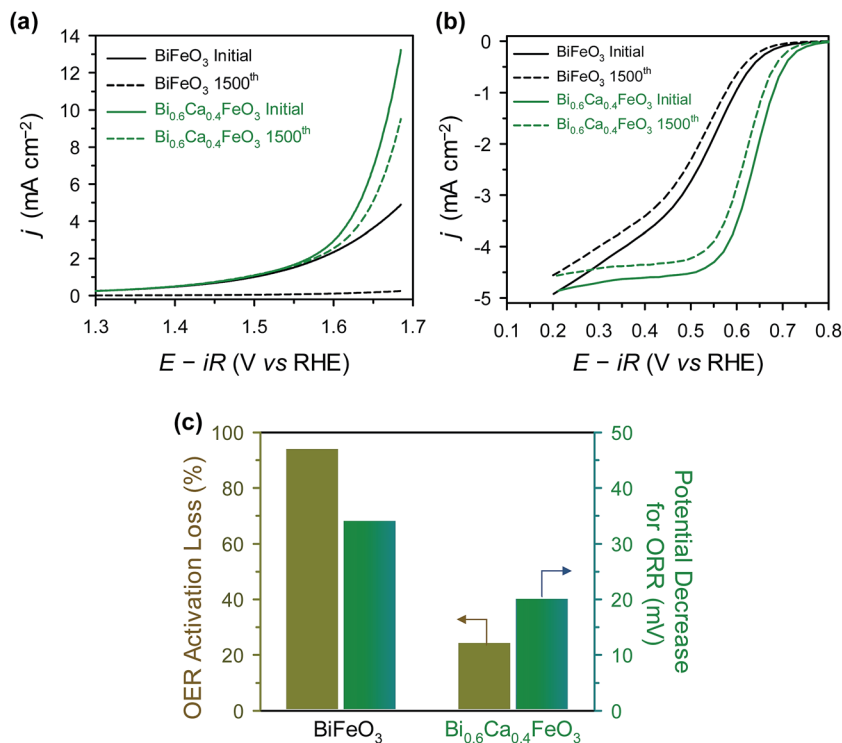 (a)
14
12
10
8
6
4
2
0
j (mA cm⁻²)
BiFeO₃ Initial
BiFeO₃ 1500ᵗʰ
Bi₀.₆Ca₀.₄FeO₃ Initial
Bi₀.₆Ca₀.₄FeO₃ 1500ᵗʰ
1.3 1.4 1.5 1.6 1.7
E − iR (V vs RHE)
(b)
0
-1
-2
-3
-4
-5
j (mA cm⁻²)
BiFeO₃ Initial
BiFeO₃ 1500ᵗʰ
Bi₀.₆Ca₀.₄FeO₃ Initial
Bi₀.₆Ca₀.₄FeO₃ 1500ᵗʰ
0.1 0.2 0.3 0.4 0.5 0.6 0.7 0.8
E − iR (V vs RHE)
(c)
100
80
60
40
20
0
OER Activation Loss (%)
50
40
30
20
10
0
Potential Decrease
for ORR (mV)
BiFeO₃ Bi₀.₆Ca₀.₄FeO₃